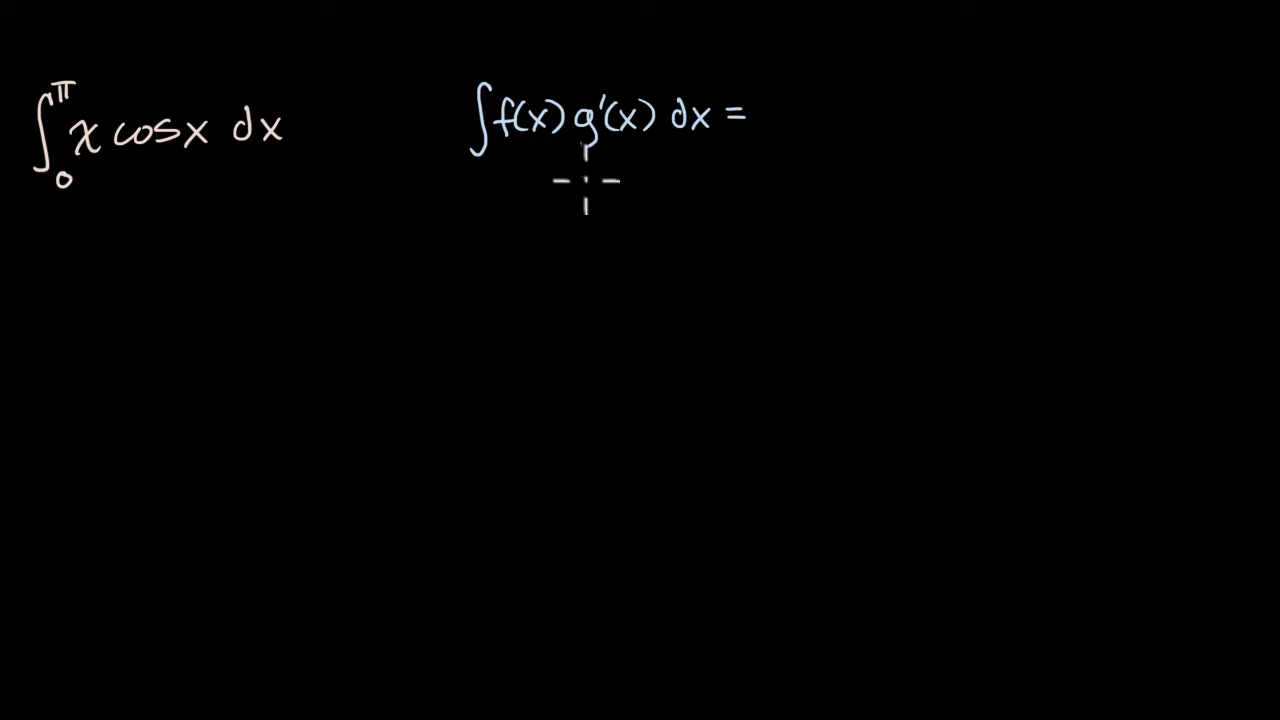 ∫₀^π x cos x dx
∫f(x) g'(x) dx =